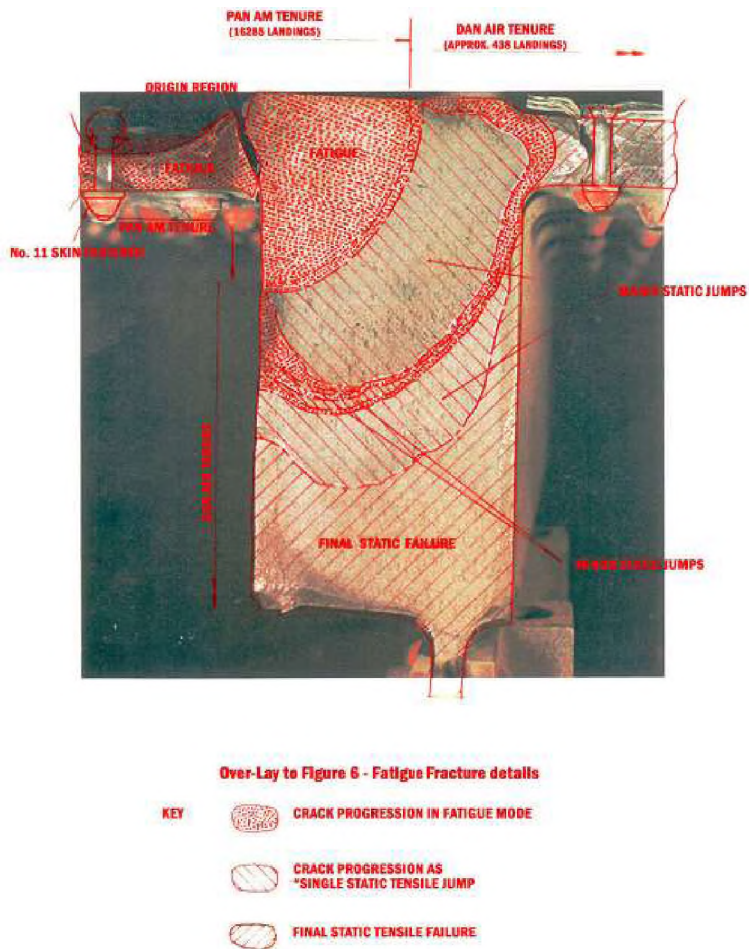 PAN AM TENURE
(16285 LANDINGS)
DAN AIR TENURE
(APPROX. 438 LANDINGS)
ORIGIN REGION
FATIGUE
FATIGUE
PAN AM TENURE
No. 11 SKIN
STATIC JUMPS
FINAL STATIC FAILURE
JUMPS
Over-Lay to Figure 6 - Fatigue Fracture details
KEY
CRACK PROGRESSION IN FATIGUE MODE
CRACK PROGRESSION AS
"SINGLE STATIC TENSILE JUMP
FINAL STATIC TENSILE FAILURE